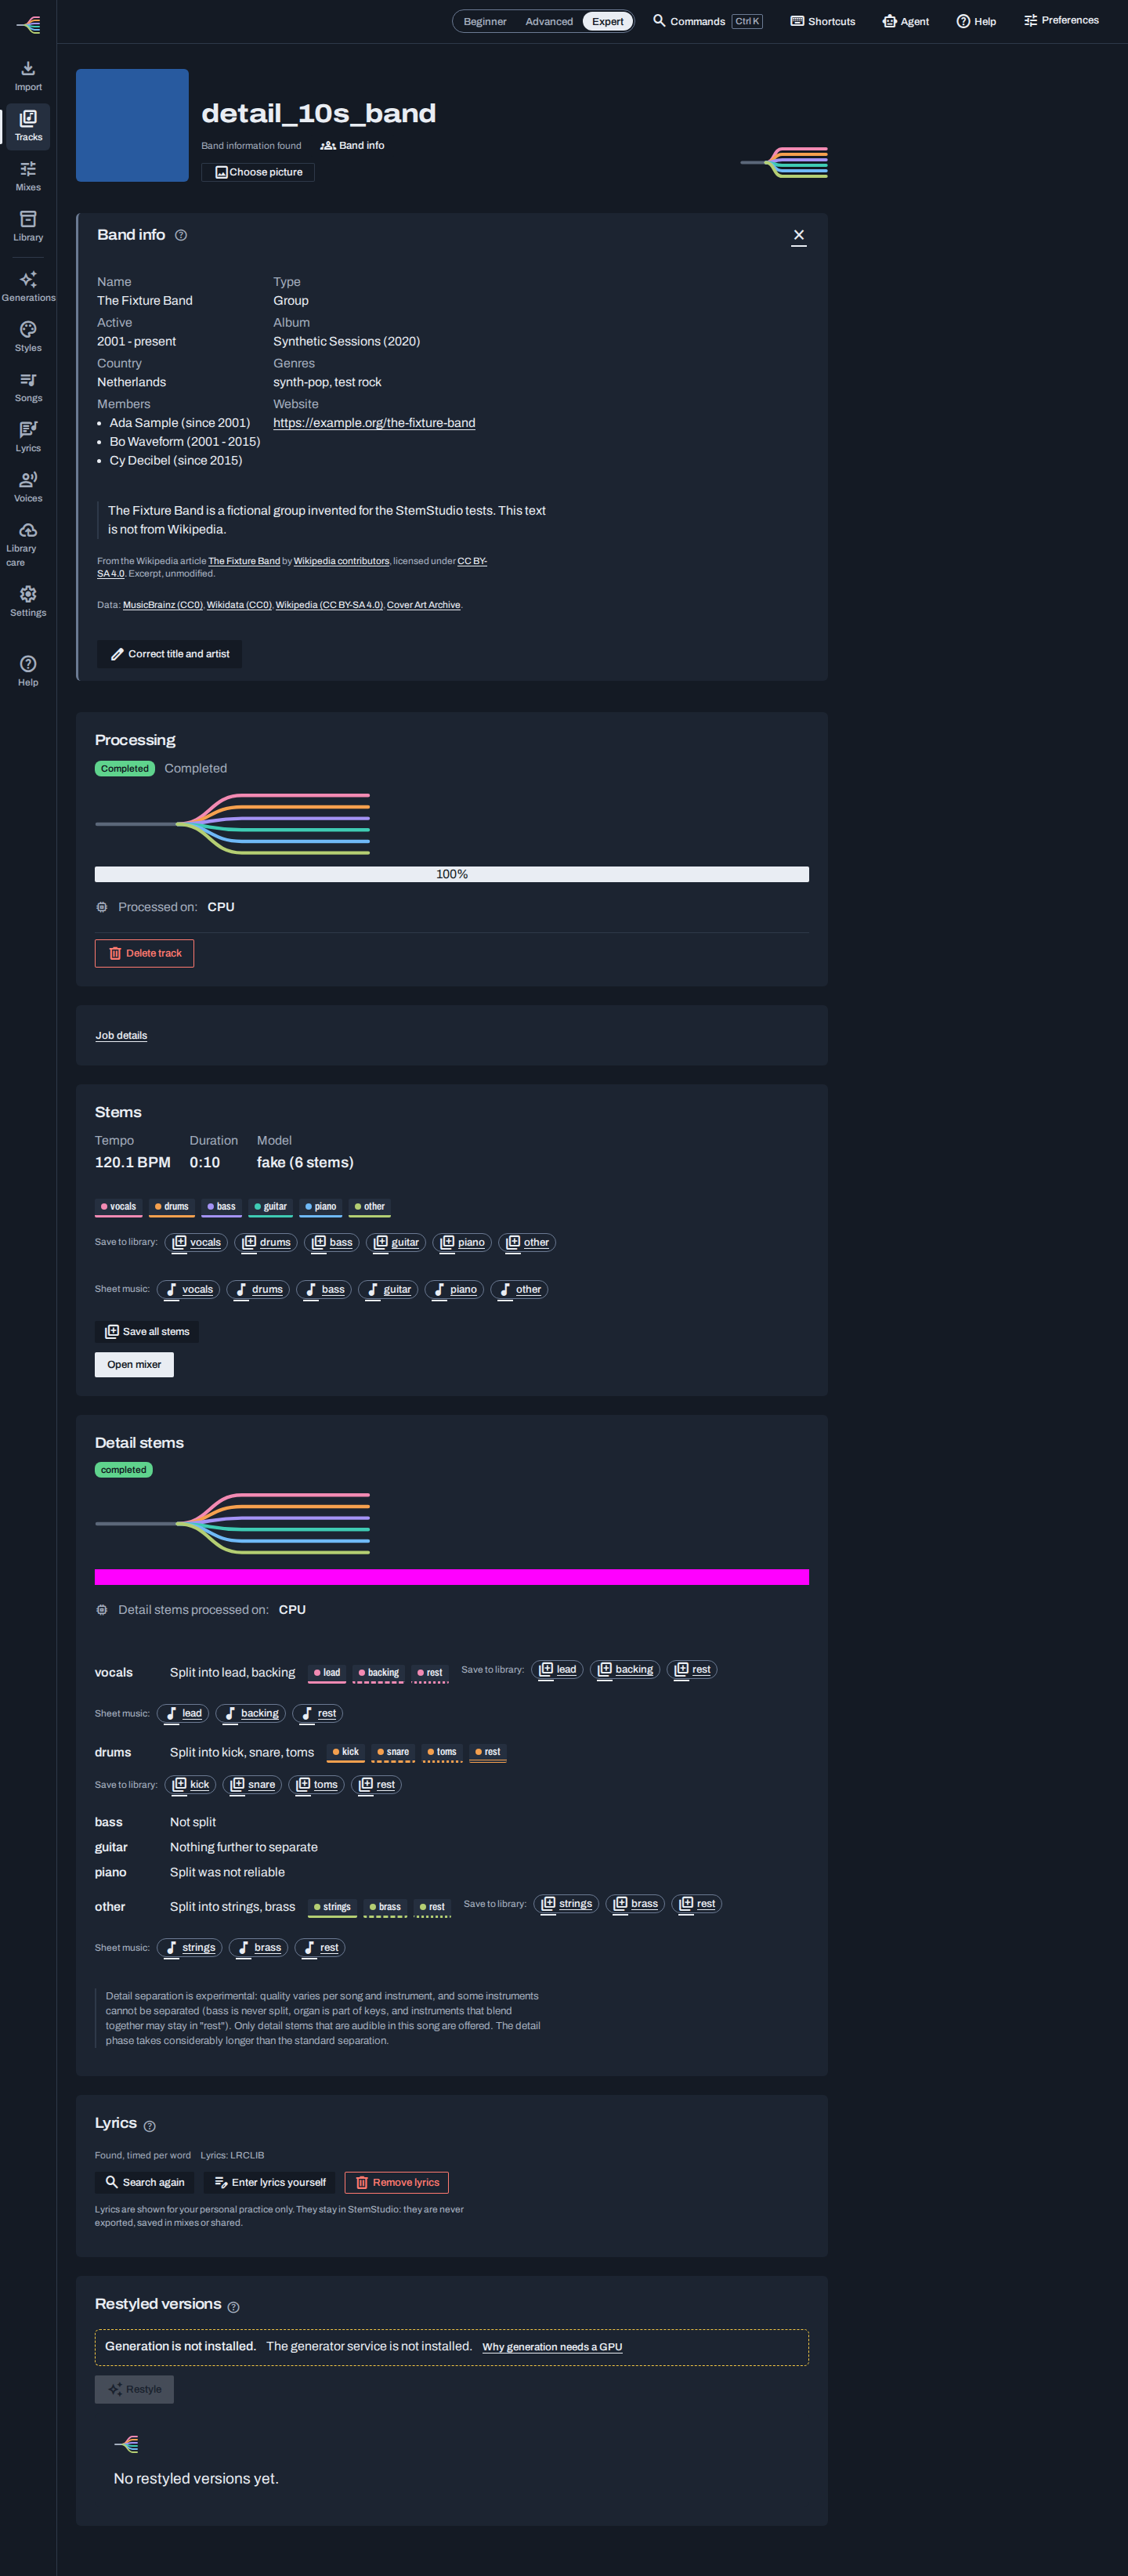 Beginner Advanced Expert Commands Ctrl K Shortcuts Agent Help Preferences
Import
Tracks
Mixes
Library
Generations
Styles
Songs
Lyrics
Voices
Library
care
Settings
Help
detail_10s_band
Band information found Band info
Choose picture
Band info
Name Type
The Fixture Band Group
Active Album
2001 - present Synthetic Sessions (2020)
Country Genres
Netherlands synth-pop, test rock
Members Website
Ada Sample (since 2001) https://example.org/the-fixture-band
Bo Waveform (2001 - 2015)
Cy Decibel (since 2015)
The Fixture Band is a fictional group invented for the StemStudio tests. This text
is not from Wikipedia.
From the Wikipedia article The Fixture Band by Wikipedia contributors, licensed under CC BY-
SA 4.0. Excerpt, unmodified.
Data: MusicBrainz (CC0), Wikidata (CC0), Wikipedia (CC BY-SA 4.0), Cover Art Archive.
Correct title and artist
Processing
Completed Completed
100%
Processed on: CPU
Delete track
Job details
Stems
Tempo Duration Model
120.1 BPM 0:10 fake (6 stems)
vocals drums bass guitar piano other
Save to library: vocals drums bass guitar piano other
Sheet music: vocals drums bass guitar piano other
Save all stems
Open mixer
Detail stems
completed
Detail stems processed on: CPU
vocals Split into lead, backing lead backing rest Save to library: lead backing rest
Sheet music: lead backing rest
drums Split into kick, snare, toms kick snare toms rest
Save to library: kick snare toms rest
bass Not split
guitar Nothing further to separate
piano Split was not reliable
other Split into strings, brass strings brass rest Save to library: strings brass rest
Sheet music: strings brass rest
Detail separation is experimental: quality varies per song and instrument, and some instruments
cannot be separated (bass is never split, organ is part of keys, and instruments that blend
together may stay in "rest"). Only detail stems that are audible in this song are offered. The detail
phase takes considerably longer than the standard separation.
Lyrics
Found, timed per word Lyrics: LRCLIB
Search again Enter lyrics yourself Remove lyrics
Lyrics are shown for your personal practice only. They stay in StemStudio: they are never
exported, saved in mixes or shared.
Restyled versions
Generation is not installed. The generator service is not installed. Why generation needs a GPU
Restyle
No restyled versions yet.